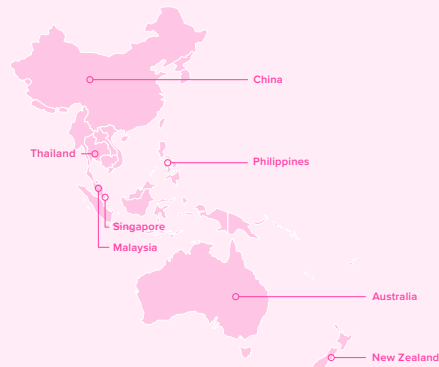 China
Thailand
Philippines
Singapore
Malaysia
Australia
New Zealand